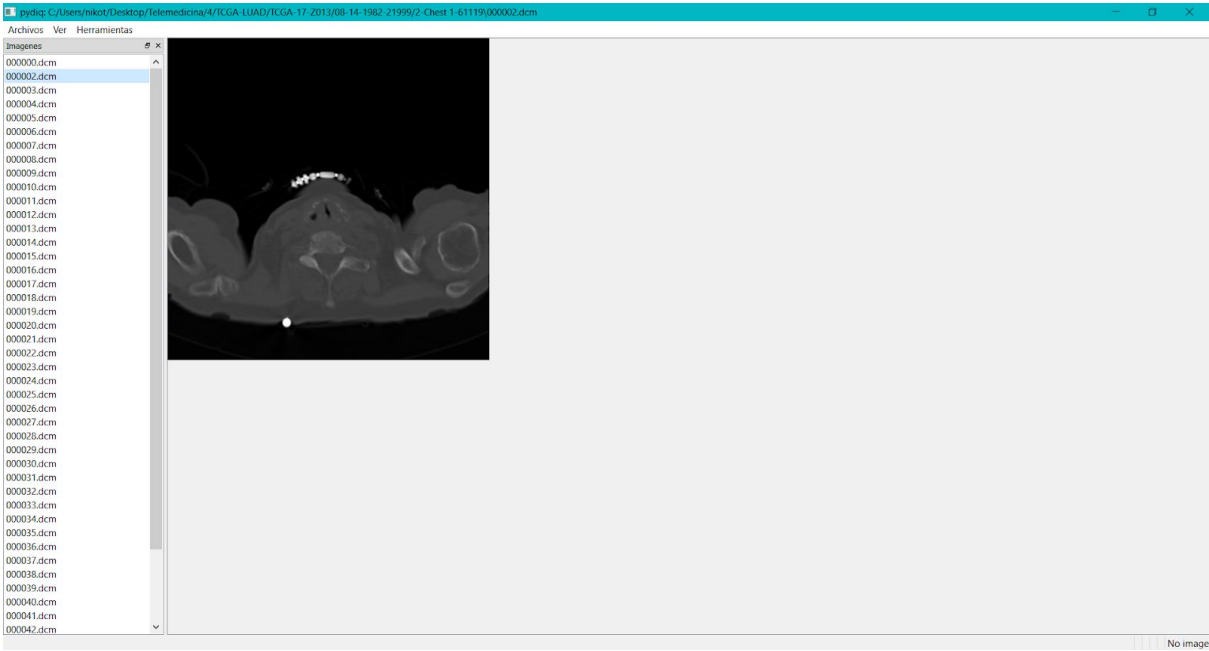 pydiq: C:/Users/nikot/Desktop/Telemedicina/4/TCGA-LUAD/TCGA-17-Z013/08-14-1982-21999/2-Chest 1-61119\000002.dcm
Archivos Ver Herramientas
Imagenes
000000.dcm
000002.dcm
000003.dcm
000004.dcm
000005.dcm
000006.dcm
000007.dcm
000008.dcm
000009.dcm
000010.dcm
000011.dcm
000012.dcm
000013.dcm
000014.dcm
000015.dcm
000016.dcm
000017.dcm
000018.dcm
000019.dcm
000020.dcm
000021.dcm
000022.dcm
000023.dcm
000024.dcm
000025.dcm
000026.dcm
000027.dcm
000028.dcm
000029.dcm
000030.dcm
000031.dcm
000032.dcm
000033.dcm
000034.dcm
000035.dcm
000036.dcm
000037.dcm
000038.dcm
000039.dcm
000040.dcm
000041.dcm
000042.dcm
No image